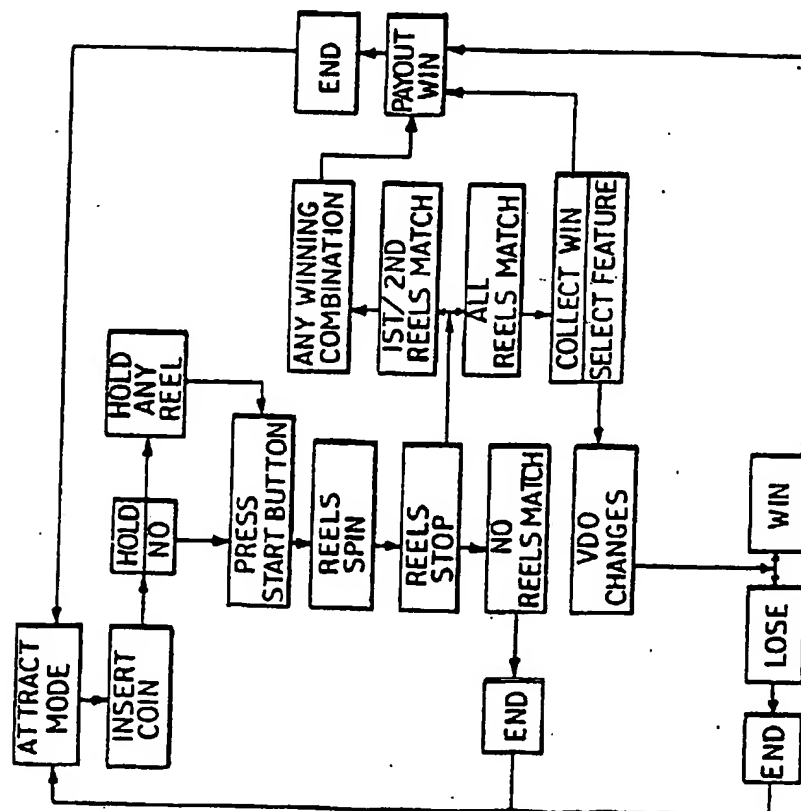 ATTRACT
MODE
INSERT
COIN
HOLD
NO
HOLD
ANY
REEL
PRESS
START BUTTON
REELS
SPIN
REELS
STOP
NO
REELS MATCH
END
ANY WINNING
COMBINATION
1ST/2ND
REELS MATCH
ALL
REELS MATCH
COLLECT WIN
SELECT FEATURE
PAYOUT
WIN
END
VDO
CHANGES
WIN
LOSE
END